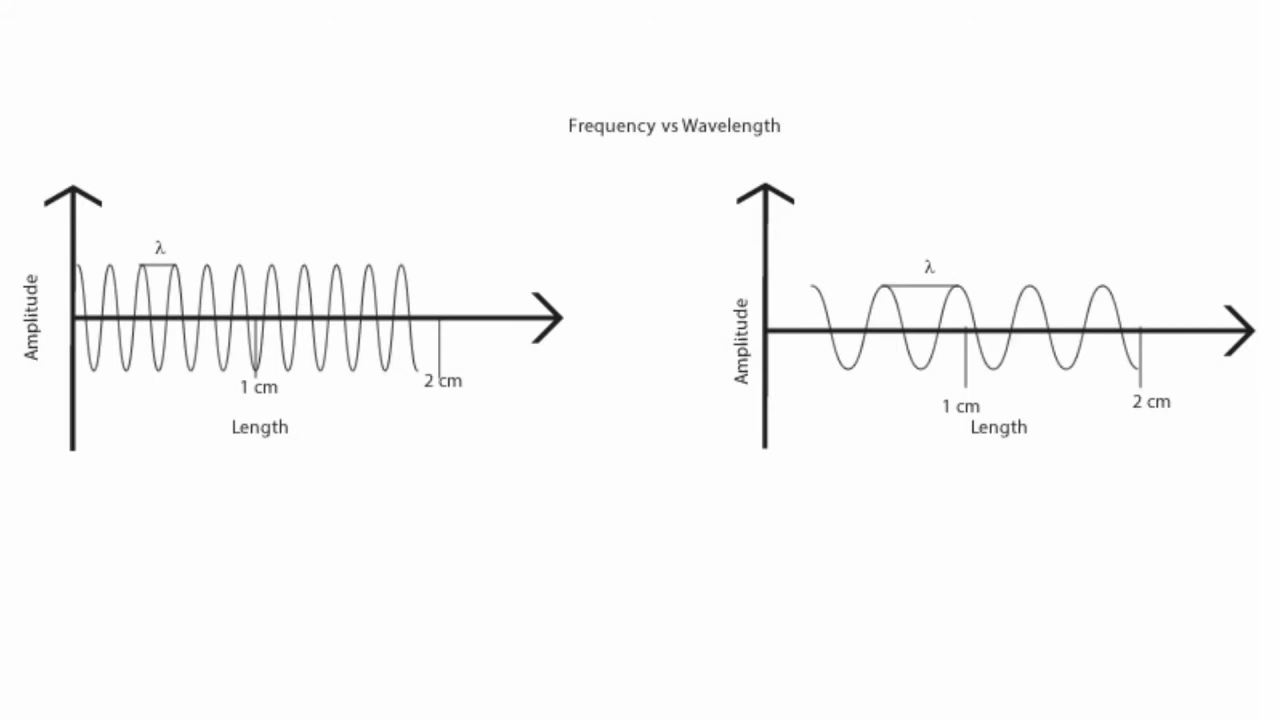 Frequency vs Wavelength
λ
Amplitude
1 cm
2 cm
Length
λ
Amplitude
1 cm
2 cm
Length